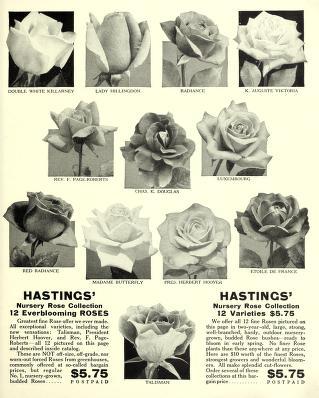 DOUBLE WHITE KILLARNEY
LADY HILLINGDON
RADIANCE
K. AUGUSTE VICTORIA
REV. F. PAGE-ROBERTS
CHAS. K. DOUGLAS
LUXEMBOURG
RED RADIANCE
MADAME BUTTERFLY
PRES. HERBERT HOOVER
ETOILE DE FRANCE
HASTINGS'
Nursery Rose Collection
12 Everblooming ROSES
Greatest fine Rose offer we ever made.
All exceptional varieties, including the
new sensations: Talisman, President
Herbert Hoover, and Rev. F. Page-
Roberts—all 12 pictured on this page
and described inside catalog.
These are NOT off-size, off-grade, nor
worn-out forced Roses from greenhouses,
commonly offered at so-called bargain
prices, but regular
No. 1, nursery-grown,
budded Roses
$5.75
POSTPAID
TALISMAN
HASTINGS'
Nursery Rose Collection
12 Varieties $5.75
We offer all 12 fine Roses pictured on
this page in two-year-old, large, strong,
well-branched, hardy, outdoor nursery-
grown, budded Rose bushes—ready to
bloom in early spring. No finer Rose
plants than these anywhere at any price.
Here are $10 worth of the finest Roses,
strongest growers and wonderful bloom-
ers. All make splendid cut-flowers.
Order several of these
collections at this bar-
gain price
$5.75
POSTPAID